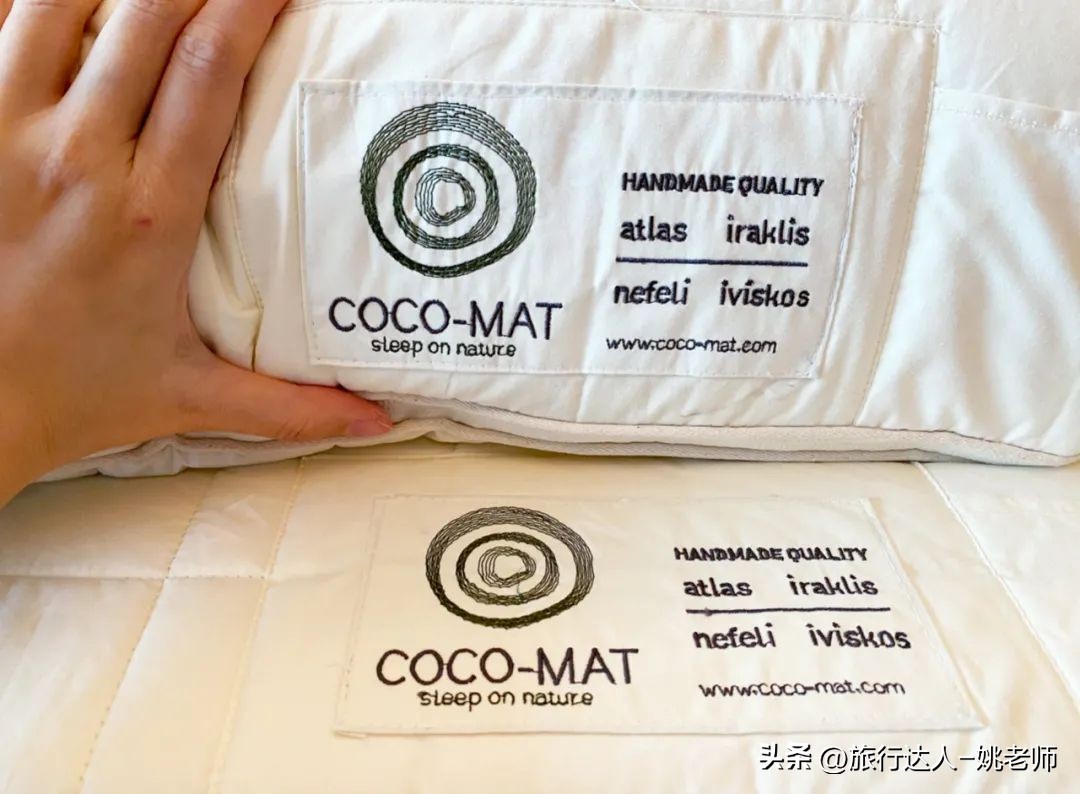 COCO-MAT
sleep on nature
HANDMADE QUALITY
atlas iraklis
nefeli iviskos
www.coco-mat.com
COCO-MAT
sleep on nature
HANDMADE QUALITY
atlas iraklis
nefeli iviskos
www.coco-mat.com
头条 @旅行达人-姚老师